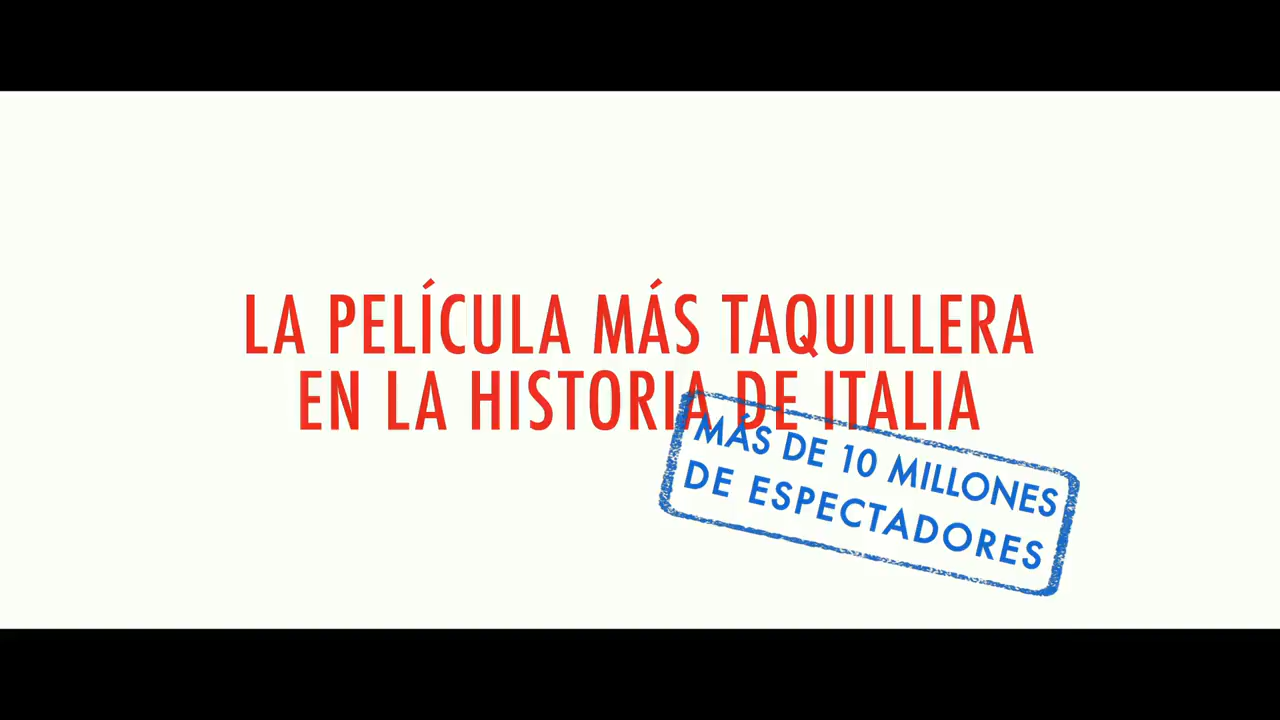 LA PELÍCULA MÁS TAQUILLERA
EN LA HISTORIA DE ITALIA
MÁS DE 10 MILLONES
DE ESPECTADORES